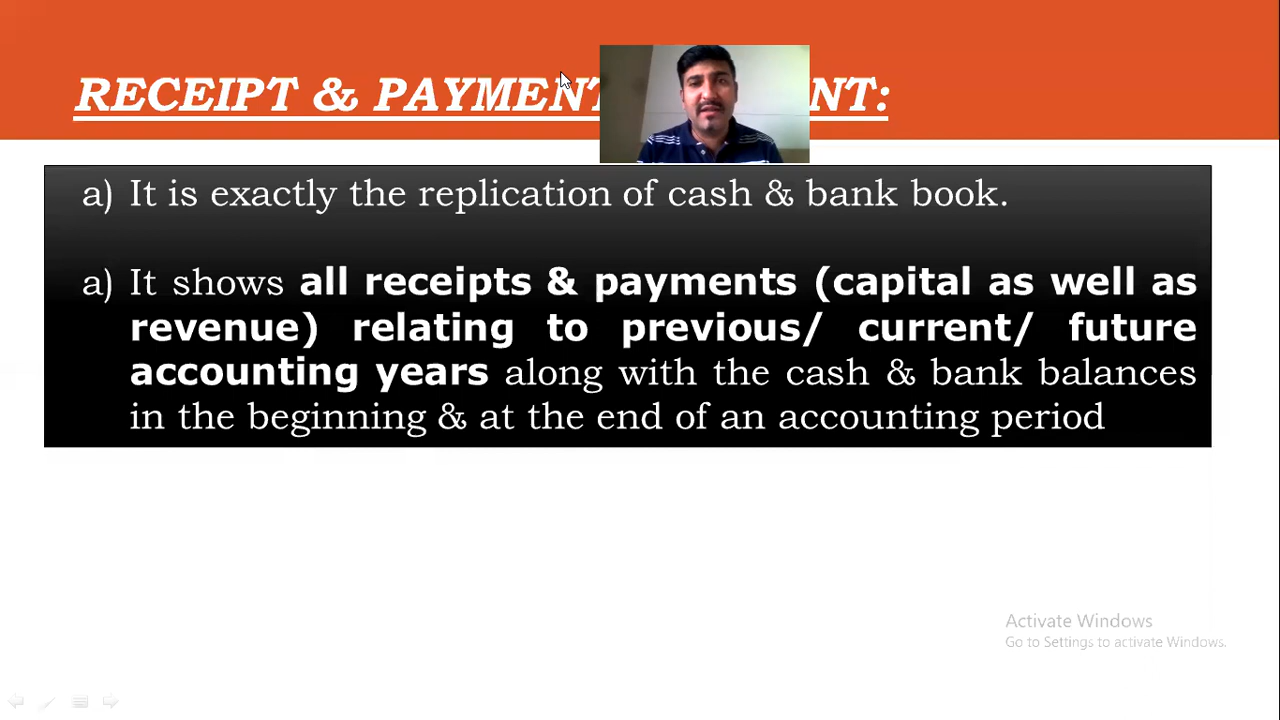 RECEIPT & PAYMENT NT:
a) It is exactly the replication of cash & bank book.
a) It shows all receipts & payments (capital as well as
revenue) relating to previous/ current/ future
accounting years along with the cash & bank balances
in the beginning & at the end of an accounting period
Activate Windows
Go to Settings to activate Windows.